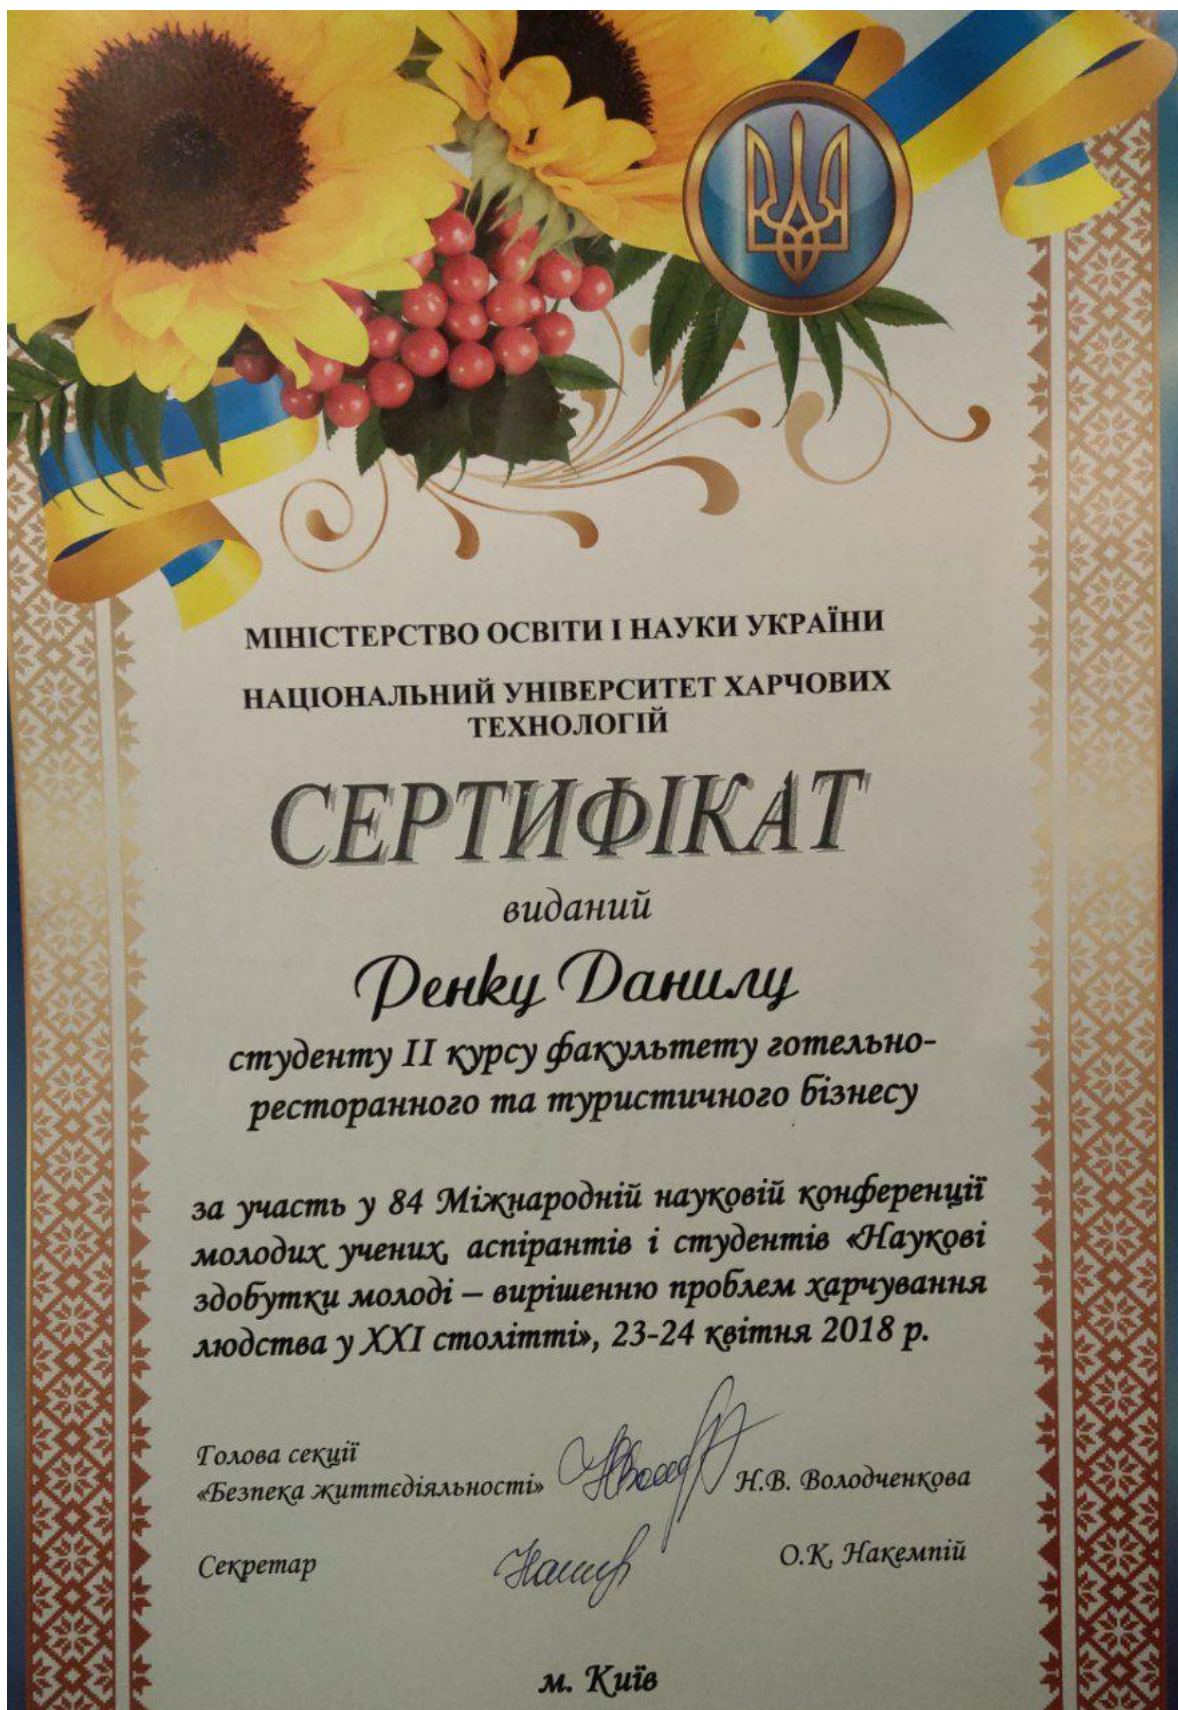 МІНІСТЕРСТВО ОСВІТИ І НАУКИ УКРАЇНИ
НАЦІОНАЛЬНИЙ УНІВЕРСИТЕТ ХАРЧОВИХ
ТЕХНОЛОГІЙ
СЕРТИФІКАТ
виданий
Ренку Данилу
студенту II курсу факультету готельно-
ресторанного та туристичного бізнесу
за участь у 84 Міжнародній науковій конференції
молодих учених, аспірантів і студентів «Наукові
здобутки молоді – вирішенню проблем харчування
людства у XXI столітті», 23-24 квітня 2018 р.
Голова секції
«Безпека життєдіяльності» Н.В. Володченкова
Секретар О.К. Накемпій
м. Київ